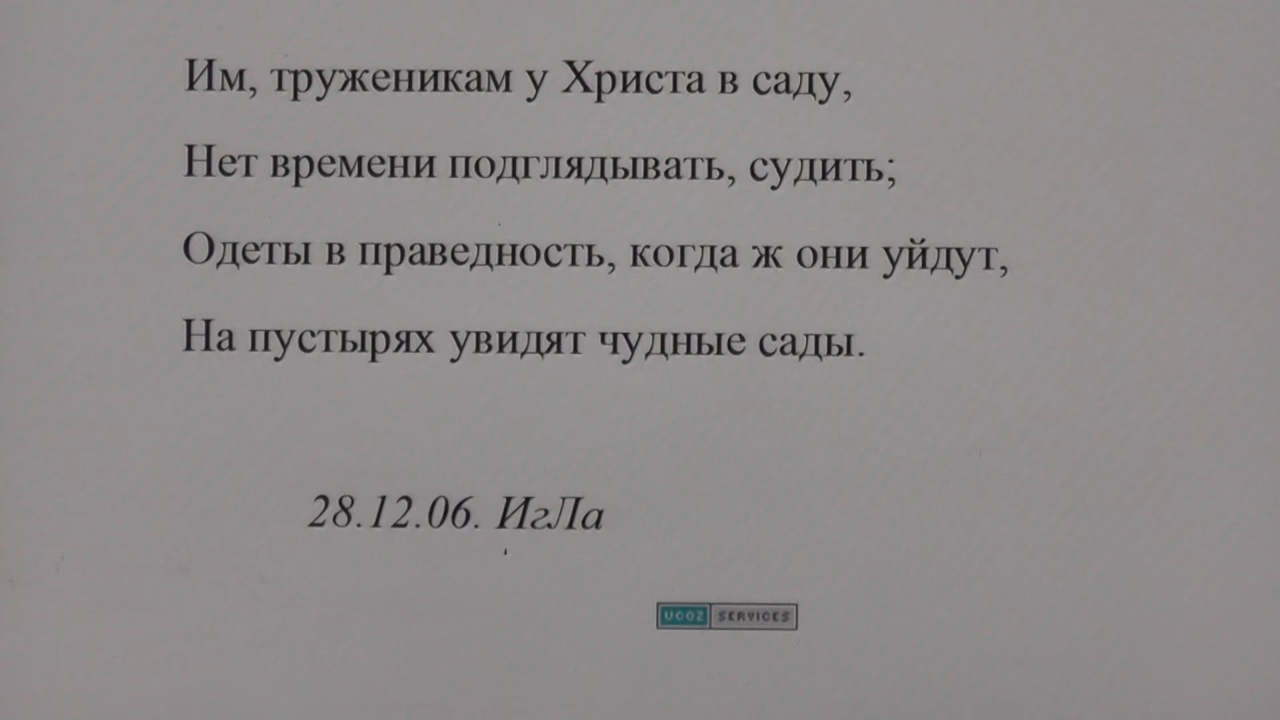 Им, труженикам у Христа в саду,
Нет времени подглядывать, судить;
Одеты в праведность, когда ж они уйдут,
На пустырях увидят чудные сады.
28.12.06. ИгЛа
UCOZ SERVICES